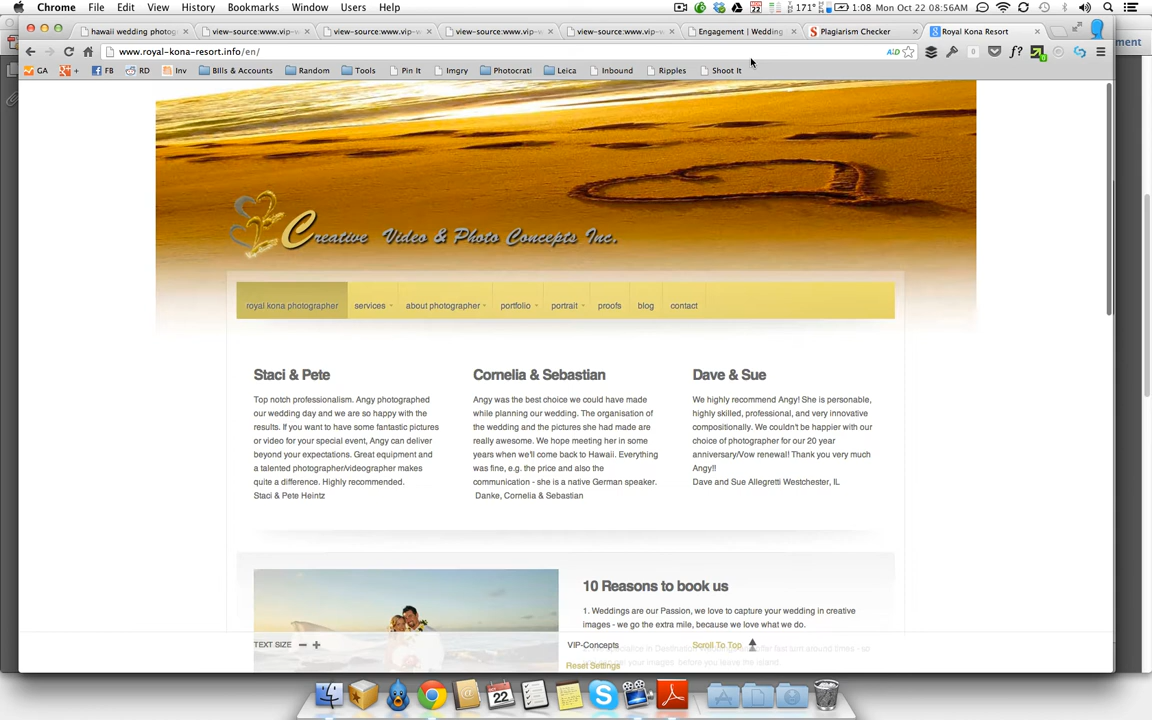 Chrome File Edit View History Bookmarks Window Users Help
171° 1:08 Mon Oct 22 08:56AM
hawaii wedding photog view-source:www.vip- view-source:www.vip- view-source:www.vip- view-source:www.vip- Engagement | Wedding Plagiarism Checker Royal Kona Resort
www.royal-kona-resort.info/en/
GA + FB RD Inv BIlls & Accounts Random Tools Pin It Imgry Photocrati Leica Inbound Ripples Shoot It
Creative Video & Photo Concepts Inc.
royal kona photographer services about photographer portfolio portrait proofs blog contact
Staci & Pete
Top notch professionalism. Angy photographed
our wedding day and we are so happy with the
results. If you want to have some fantastic pictures
or video for your special event, Angy can deliver
beyond your expectations. Great equipment and
a talented photographer/videographer makes
quite a difference. Highly recommended.
Staci & Pete Heintz
Cornelia & Sebastian
Angy was the best choice we could have made
while planning our wedding. The organisation of
the wedding and the pictures she had made are
really awesome. We hope meeting her in some
years when we'll come back to Hawaii. Everything
was fine, e.g. the price and also the
communication - she is a native German speaker.
Danke, Cornelia & Sebastian
Dave & Sue
We highly recommend Angy! She is personable,
highly skilled, professional, and very innovative
compositionally. We couldn't be happier with our
choice of photographer for our 20 year
anniversary/Vow renewal! Thank you very much
Angy!!
Dave and Sue Allegretti Westchester, IL
10 Reasons to book us
1. Weddings are our Passion, we love to capture your wedding in creative
images - we go the extra mile, because we love what we do.
TEXT SIZE
VIP-Concepts
Scroll To Top
Reset Settings
your images before you leave the island.